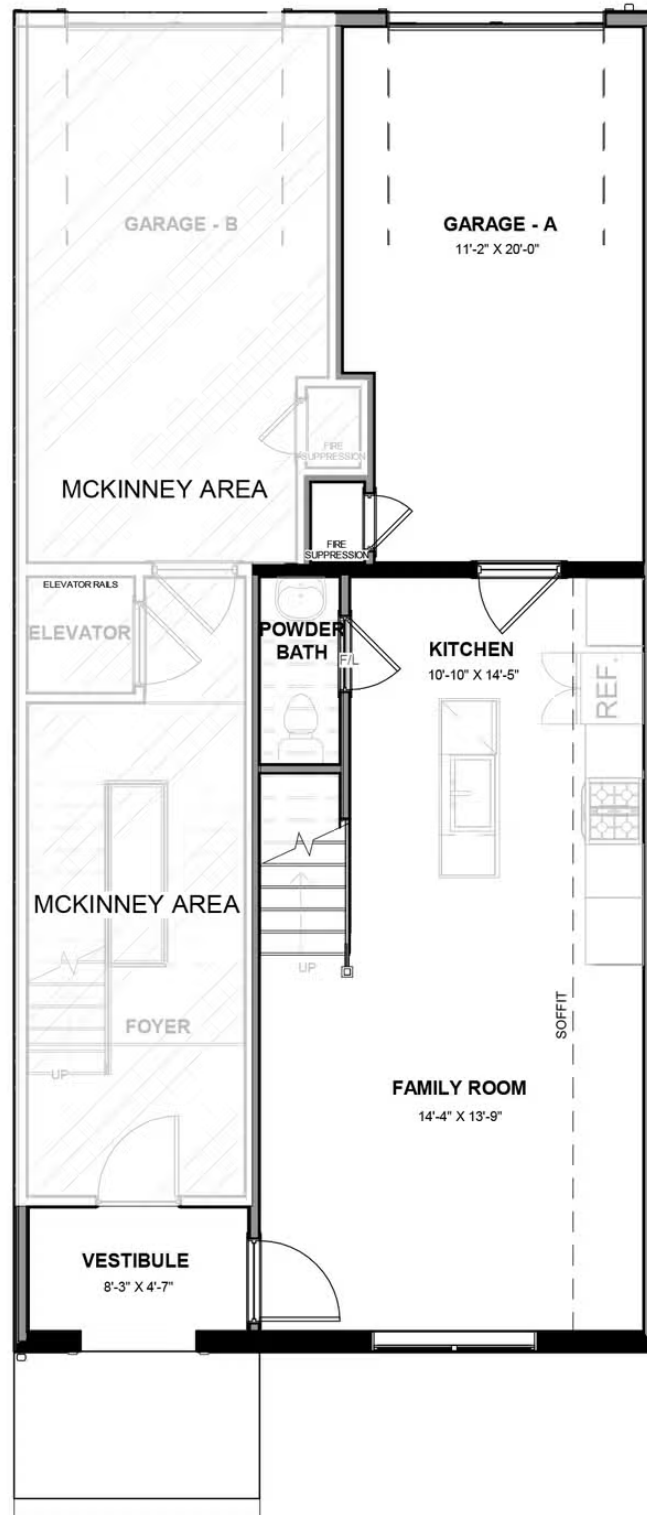 GARAGE - B
GARAGE - A
11'-2" X 20'-0"
FIRE
SUPPRESSION
MCKINNEY AREA
FIRE
SUPPRESSION
ELEVATOR RAILS
ELEVATOR
POWDER
BATH
F/L
KITCHEN
10'-10" X 14'-5"
REF.
MCKINNEY AREA
UP
FOYER
UP
SOFFIT
FAMILY ROOM
14'-4" X 13'-9"
VESTIBULE
8'-3" X 4'-7"